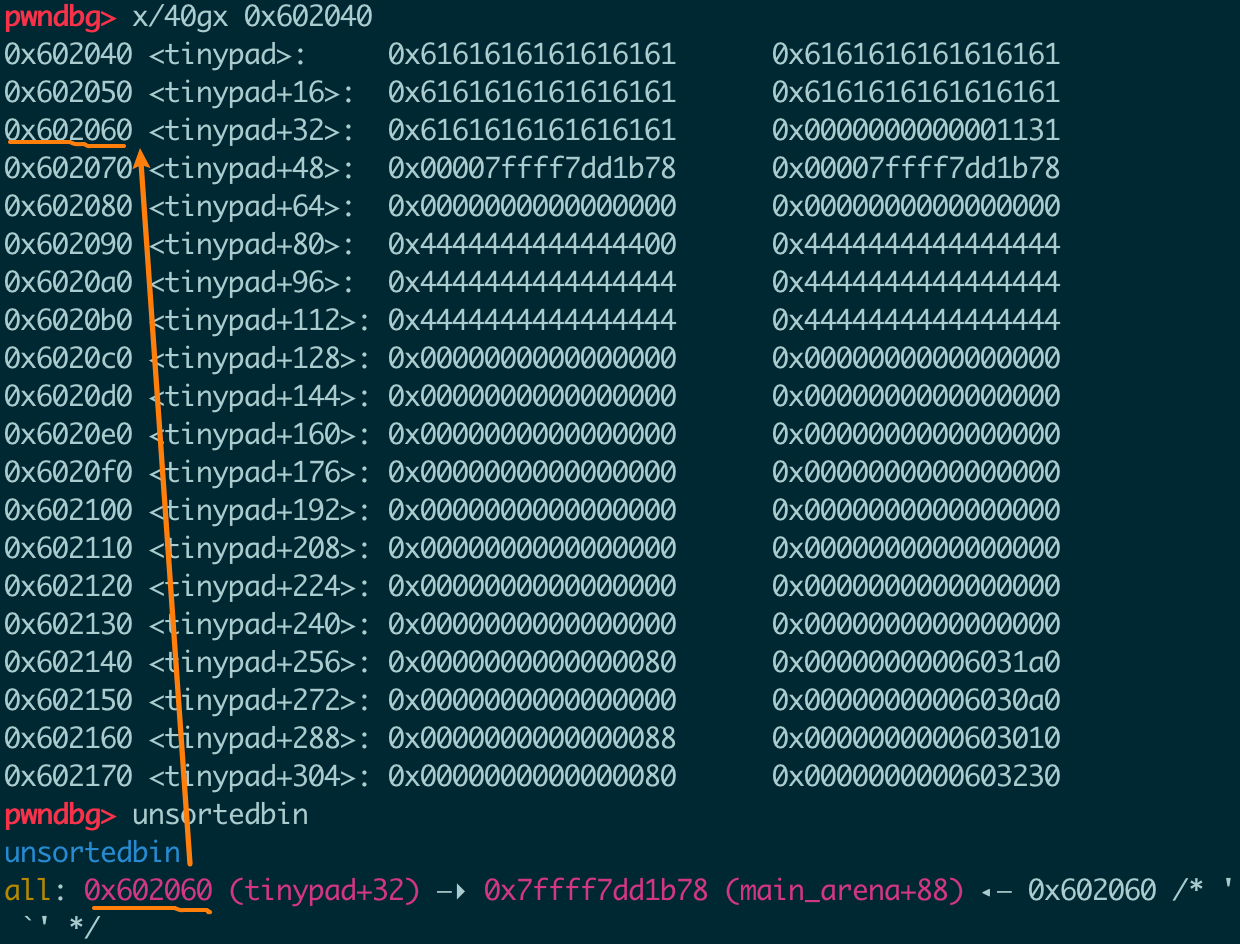 pwndbg> x/40gx 0x602040
0x602040 <tinypad>: 0x6161616161616161 0x6161616161616161
0x602050 <tinypad+16>: 0x6161616161616161 0x6161616161616161
0x602060 <tinypad+32>: 0x6161616161616161 0x0000000000001131
0x602070 <tinypad+48>: 0x00007ffff7dd1b78 0x00007ffff7dd1b78
0x602080 <tinypad+64>: 0x0000000000000000 0x0000000000000000
0x602090 <tinypad+80>: 0x4444444444444400 0x4444444444444444
0x6020a0 <tinypad+96>: 0x4444444444444444 0x4444444444444444
0x6020b0 <tinypad+112>: 0x4444444444444444 0x4444444444444444
0x6020c0 <tinypad+128>: 0x0000000000000000 0x0000000000000000
0x6020d0 <tinypad+144>: 0x0000000000000000 0x0000000000000000
0x6020e0 <tinypad+160>: 0x0000000000000000 0x0000000000000000
0x6020f0 <tinypad+176>: 0x0000000000000000 0x0000000000000000
0x602100 <tinypad+192>: 0x0000000000000000 0x0000000000000000
0x602110 <tinypad+208>: 0x0000000000000000 0x0000000000000000
0x602120 <tinypad+224>: 0x0000000000000000 0x0000000000000000
0x602130 <tinypad+240>: 0x0000000000000000 0x0000000000000000
0x602140 <tinypad+256>: 0x0000000000000080 0x00000000006031a0
0x602150 <tinypad+272>: 0x0000000000000000 0x00000000006030a0
0x602160 <tinypad+288>: 0x0000000000000088 0x0000000000603010
0x602170 <tinypad+304>: 0x0000000000000080 0x0000000000603230
pwndbg> unsortedbin
unsortedbin
all: 0x602060 (tinypad+32) —▸ 0x7ffff7dd1b78 (main_arena+88) ◂— 0x602060 /* '
 `' */